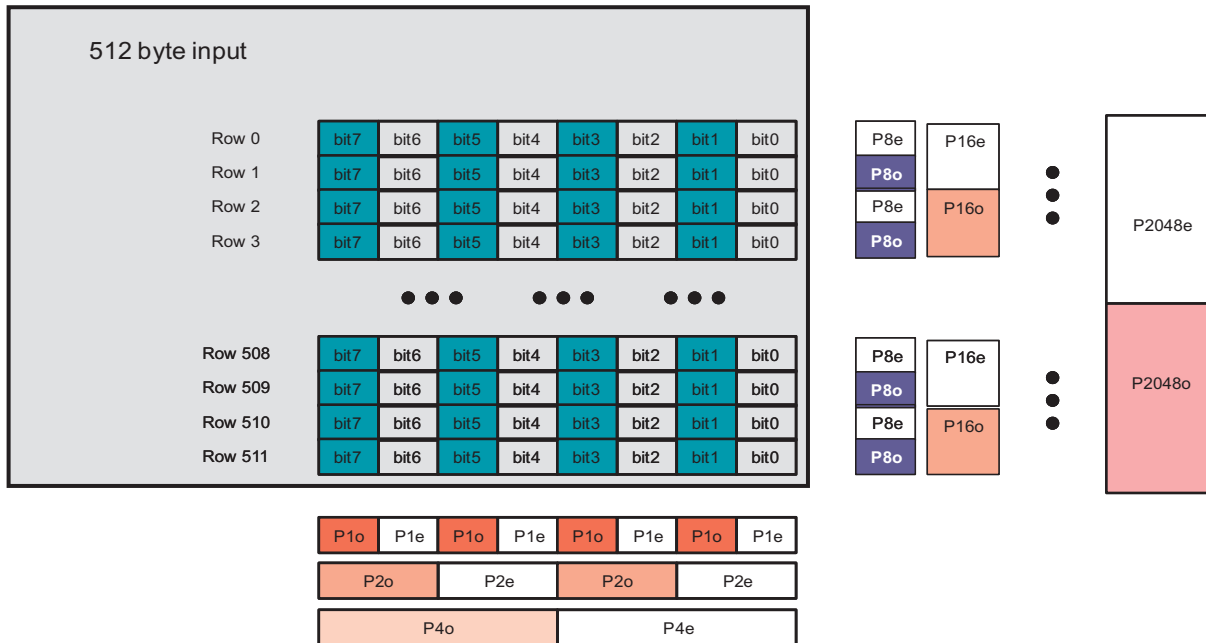 512 byte input
Row 0 bit7 bit6 bit5 bit4 bit3 bit2 bit1 bit0 P8e P16e
Row 1 bit7 bit6 bit5 bit4 bit3 bit2 bit1 bit0 P8o
Row 2 bit7 bit6 bit5 bit4 bit3 bit2 bit1 bit0 P8e P16o
P2048e
Row 3 bit7 bit6 bit5 bit4 bit3 bit2 bit1 bit0 P8o
Row 508 bit7 bit6 bit5 bit4 bit3 bit2 bit1 bit0 P8e P16e
Row 509 bit7 bit6 bit5 bit4 bit3 bit2 bit1 bit0 P8o P2048o
Row 510 bit7 bit6 bit5 bit4 bit3 bit2 bit1 bit0 P8e P16o
Row 511 bit7 bit6 bit5 bit4 bit3 bit2 bit1 bit0 P8o
P1o P1e P1o P1e P1o P1e P1o P1e
P2o P2e P2o P2e
P4o P4e